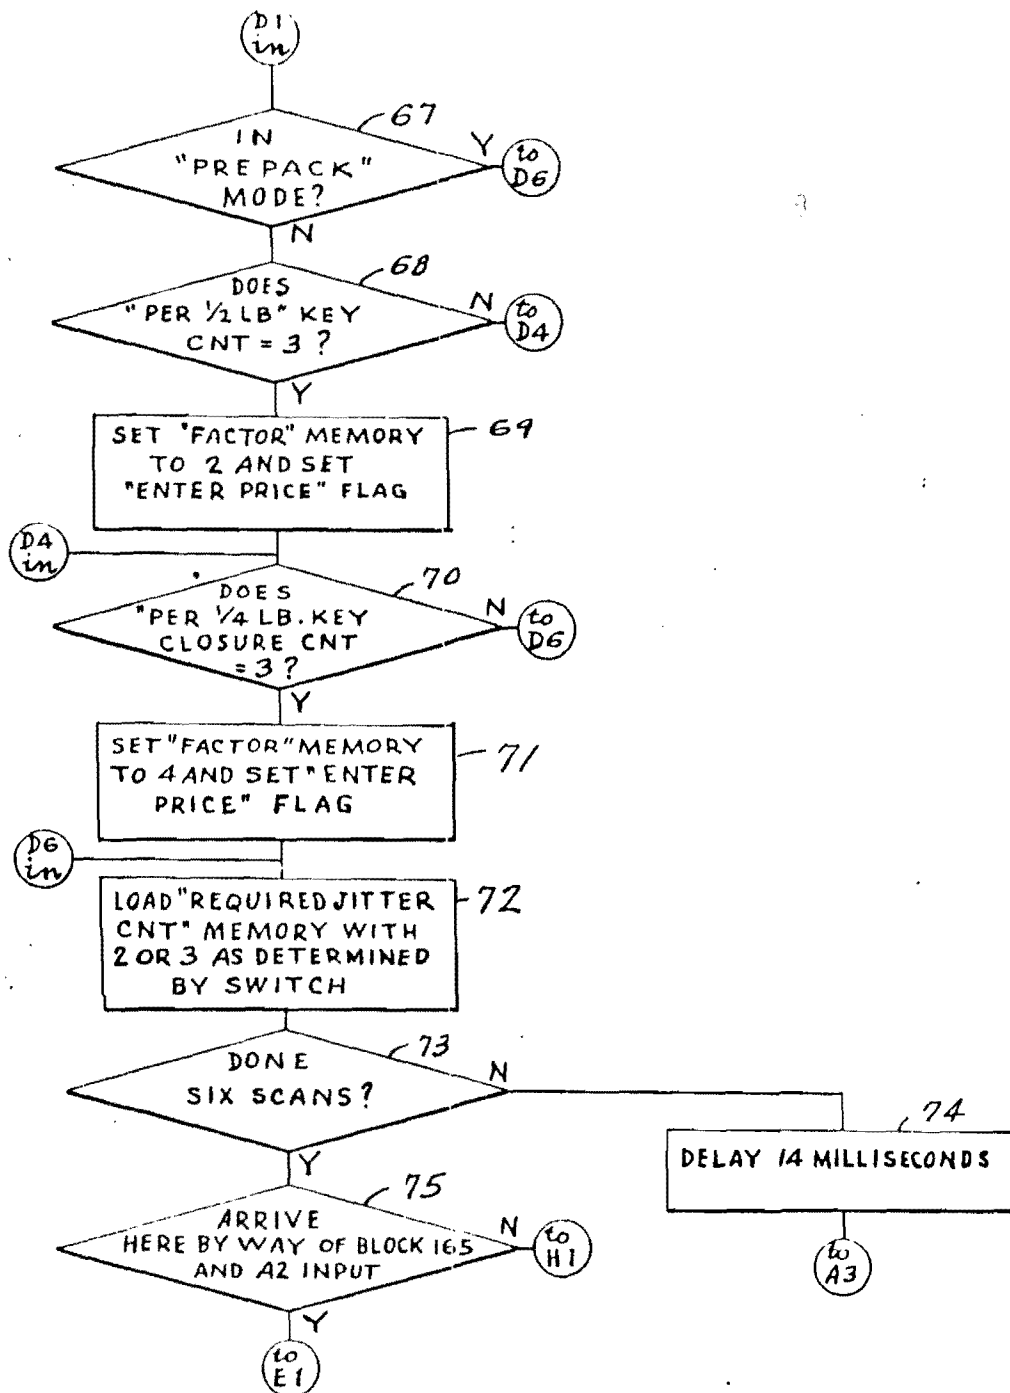 D1
in
67
IN
"PREPACK"
MODE?
Y
to
D6
N
68
DOES
"PER 1/2 LB" KEY
CNT = 3 ?
N
to
D4
Y
69
SET "FACTOR" MEMORY
TO 2 AND SET
"ENTER PRICE" FLAG
D4
in
70
DOES
"PER 1/4 LB. KEY
CLOSURE CNT
= 3 ?
N
to
D6
Y
71
SET "FACTOR" MEMORY
TO 4 AND SET "ENTER
PRICE" FLAG
D6
in
72
LOAD "REQUIRED JITTER
CNT" MEMORY WITH
2 OR 3 AS DETERMINED
BY SWITCH
73
DONE
SIX SCANS?
N
74
DELAY 14 MILLISECONDS
to
A3
Y
75
ARRIVE
HERE BY WAY OF BLOCK 165
AND A2 INPUT
N
to
H1
Y
to
E1